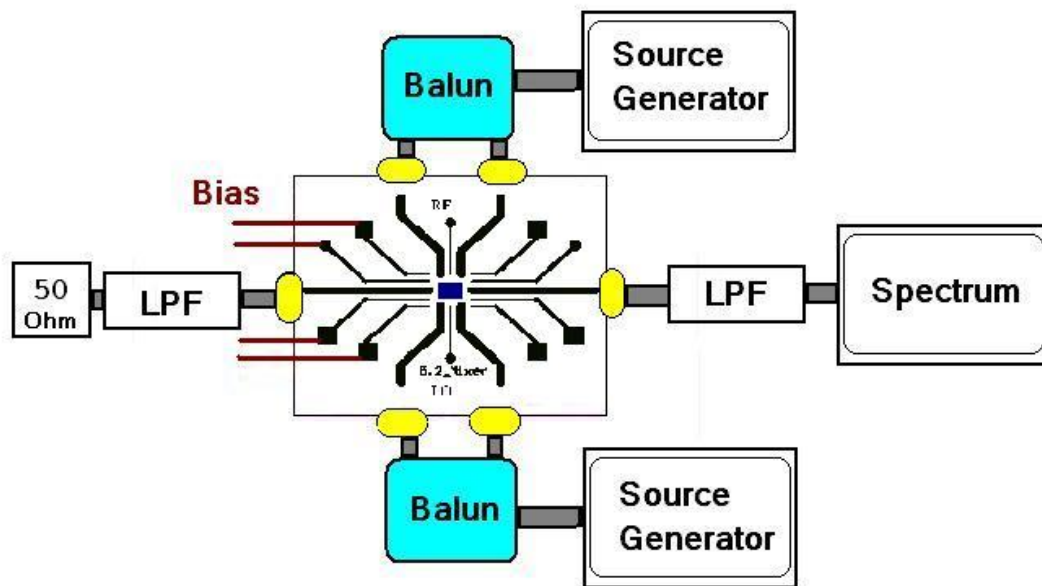 Source
Generator
Balun
Bias
RF
50
Ohm
LPF
LPF
Spectrum
Balun
Source
Generator